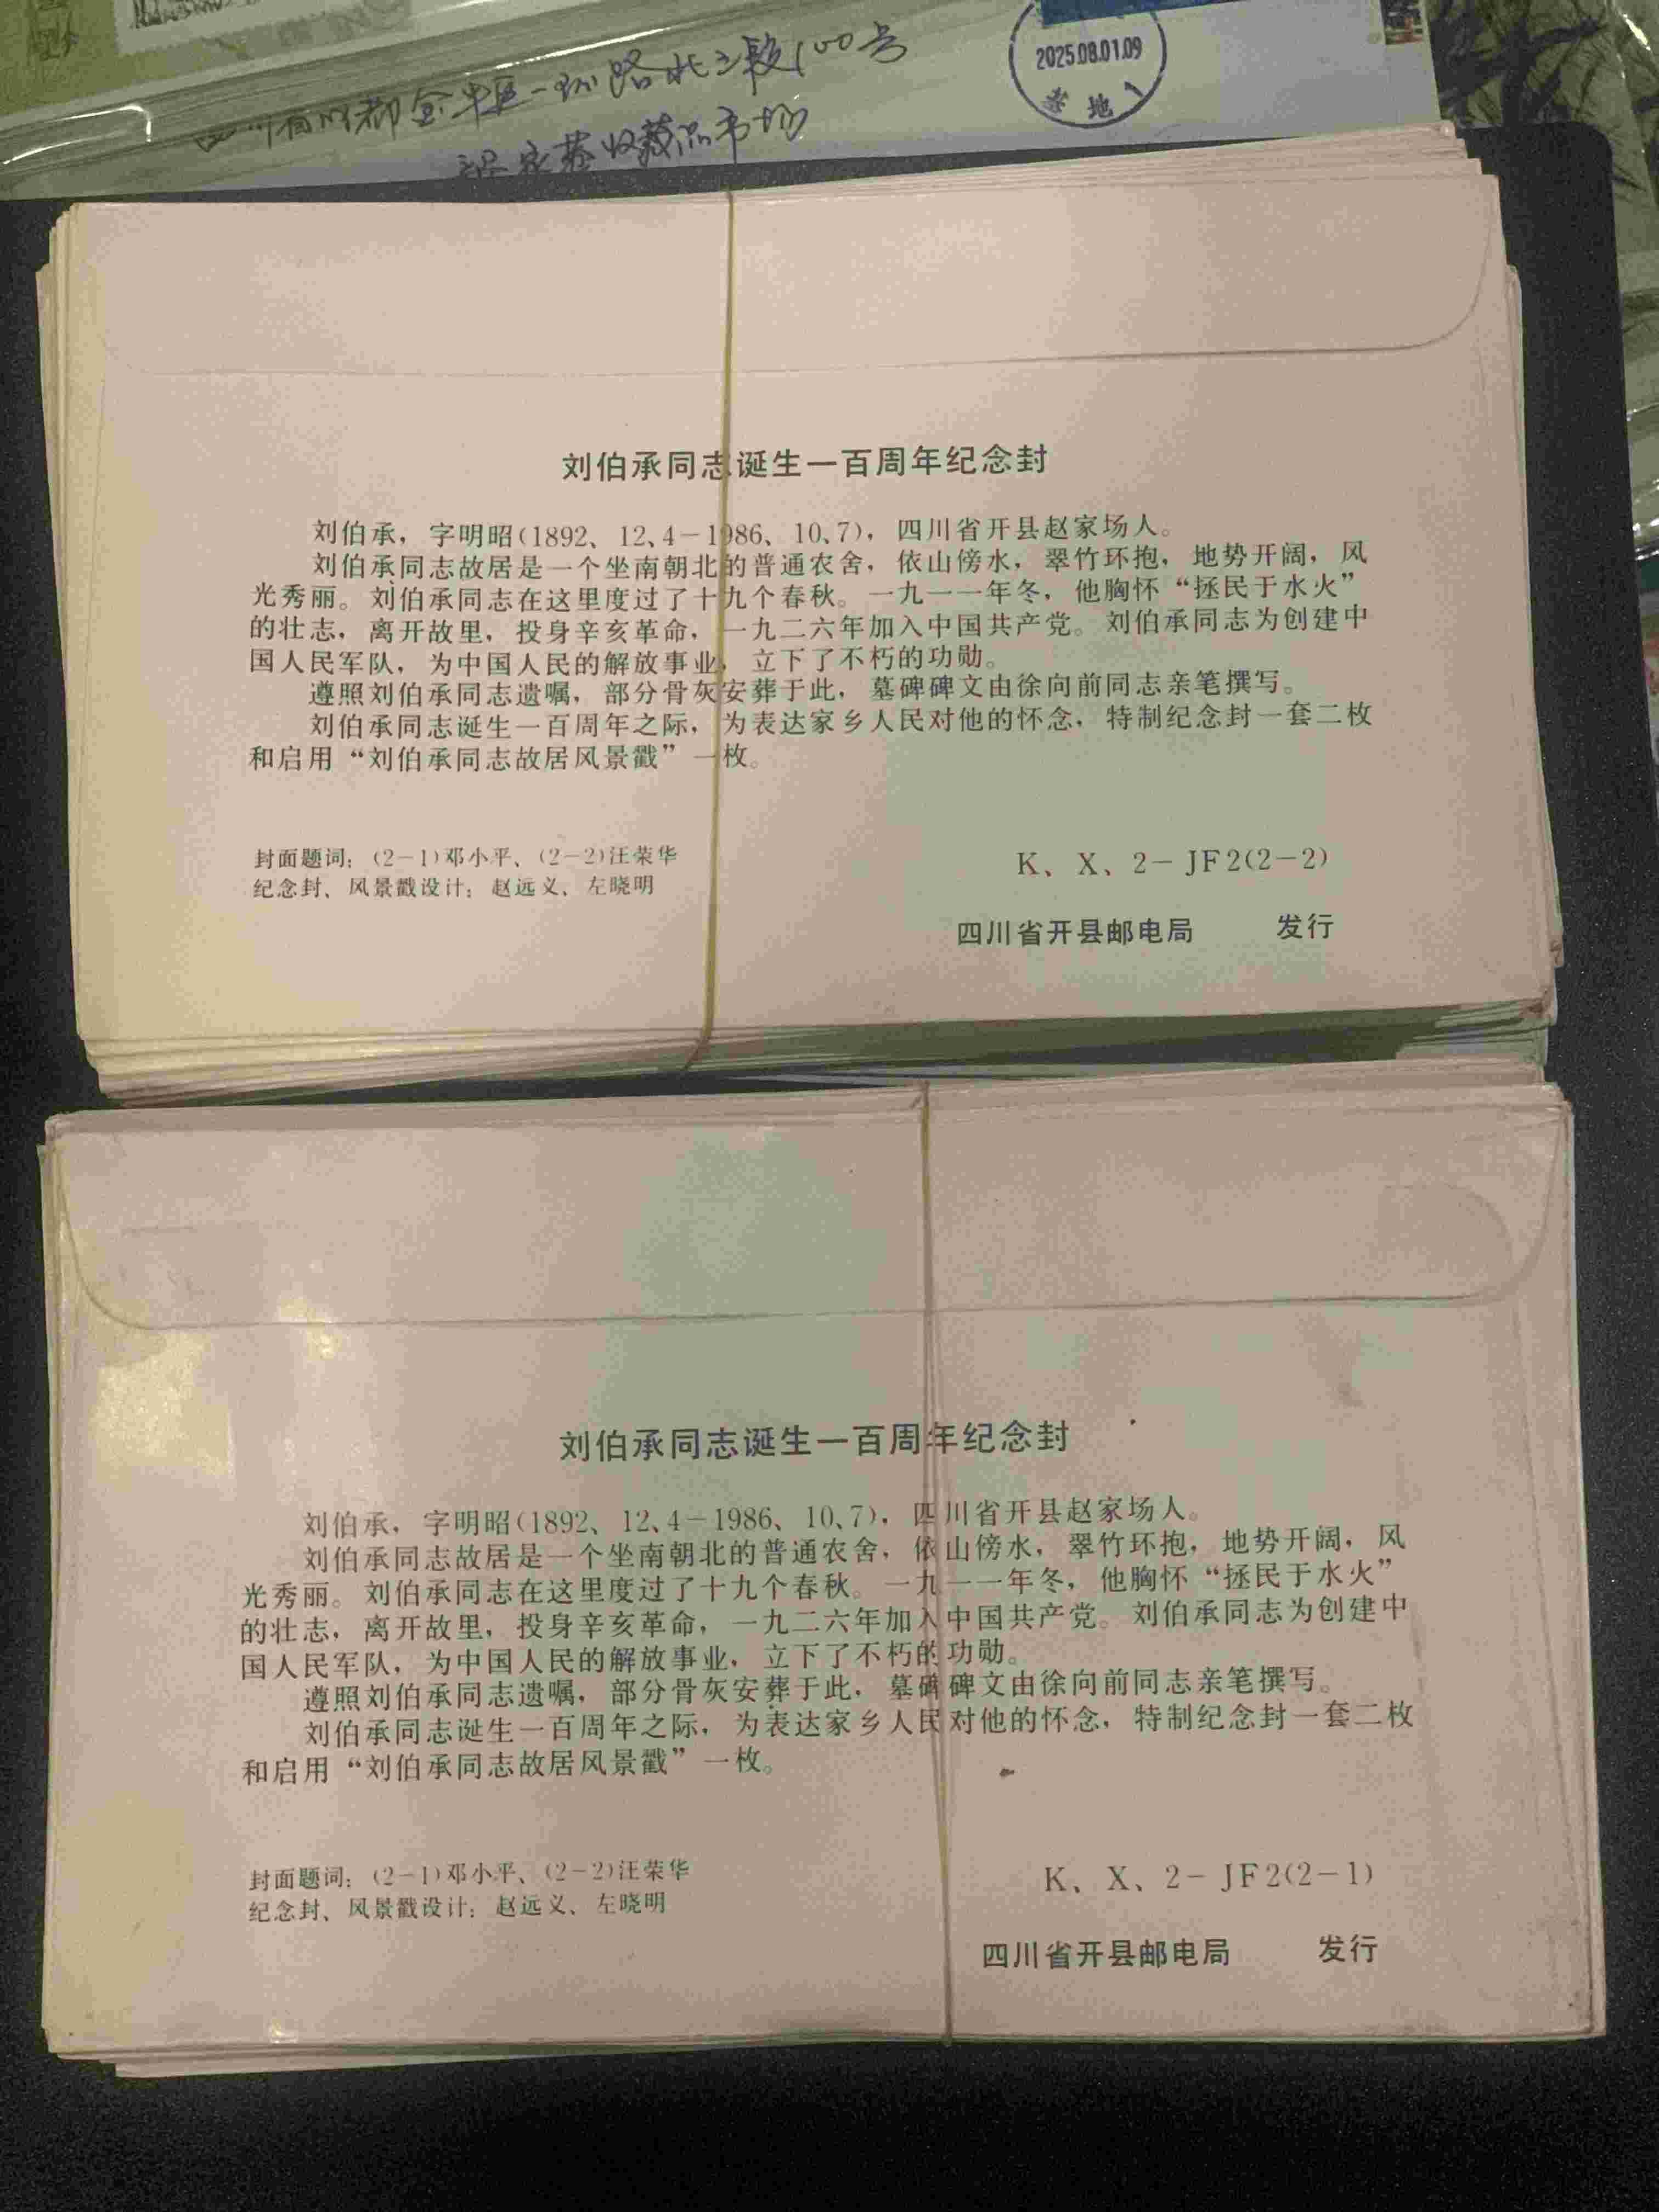 四川省成都金牛区一环路北三段100号
收藏品市场
2025.08.01.09
基地1
刘伯承同志诞生一百周年纪念封
刘伯承，字明昭(1892、12、4－1986、10、7)，四川省开县赵家场人。
刘伯承同志故居是一个坐南朝北的普通农舍，依山傍水，翠竹环抱，地势开阔，风
光秀丽。刘伯承同志在这里度过了十九个春秋。一九一一年冬，他胸怀“拯民于水火”
的壮志，离开故里，投身辛亥革命，一九二六年加入中国共产党。刘伯承同志为创建中
国人民军队，为中国人民的解放事业，立下了不朽的功勋。
遵照刘伯承同志遗嘱，部分骨灰安葬于此，墓碑碑文由徐向前同志亲笔撰写。
刘伯承同志诞生一百周年之际，为表达家乡人民对他的怀念，特制纪念封一套二枚
和启用“刘伯承同志故居风景戳”一枚。
封面题词：(2－1)邓小平、(2－2)汪荣华
纪念封、风景戳设计：赵远义、左晓明
K、X、2－JF2(2－2)
四川省开县邮电局 发行
刘伯承同志诞生一百周年纪念封
刘伯承，字明昭(1892、12、4－1986、10、7)，四川省开县赵家场人。
刘伯承同志故居是一个坐南朝北的普通农舍，依山傍水，翠竹环抱，地势开阔，风
光秀丽。刘伯承同志在这里度过了十九个春秋。一九一一年冬，他胸怀“拯民于水火”
的壮志，离开故里，投身辛亥革命，一九二六年加入中国共产党。刘伯承同志为创建中
国人民军队，为中国人民的解放事业，立下了不朽的功勋。
遵照刘伯承同志遗嘱，部分骨灰安葬于此，墓碑碑文由徐向前同志亲笔撰写。
刘伯承同志诞生一百周年之际，为表达家乡人民对他的怀念，特制纪念封一套二枚
和启用“刘伯承同志故居风景戳”一枚。
封面题词：(2－1)邓小平、(2－2)汪荣华
纪念封、风景戳设计：赵远义、左晓明
K、X、2－JF2(2－1)
四川省开县邮电局 发行